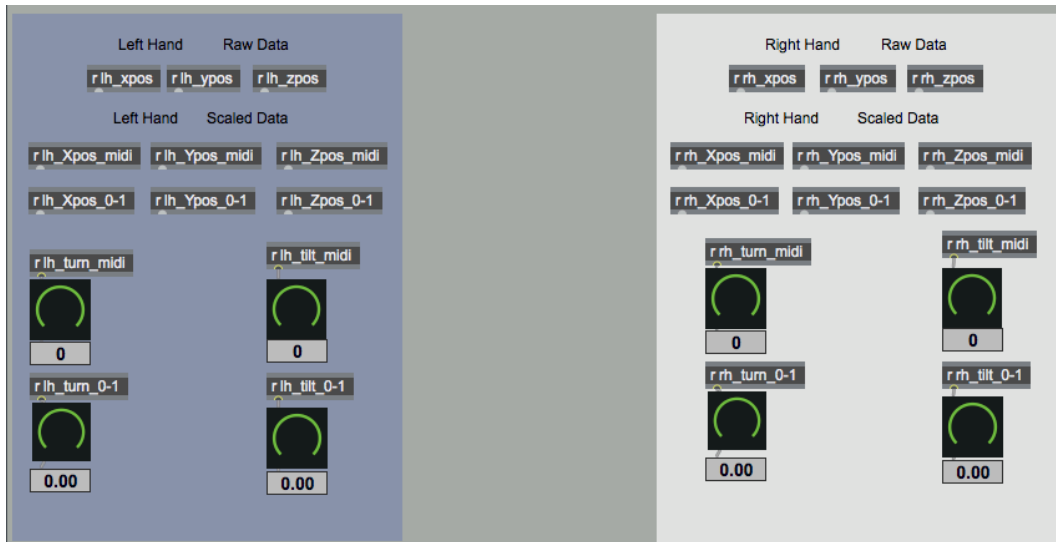 Left Hand Raw Data
r lh_xpos r lh_ypos r lh_zpos
Left Hand Scaled Data
r lh_Xpos_midi r lh_Ypos_midi r lh_Zpos_midi
r lh_Xpos_0-1 r lh_Ypos_0-1 r lh_Zpos_0-1
r lh_turn_midi r lh_tilt_midi
0 0
r lh_turn_0-1 r lh_tilt_0-1
0.00 0.00
Right Hand Raw Data
r rh_xpos r rh_ypos r rh_zpos
Right Hand Scaled Data
r rh_Xpos_midi r rh_Ypos_midi r rh_Zpos_midi
r rh_Xpos_0-1 r rh_Ypos_0-1 r rh_Zpos_0-1
r rh_turn_midi r rh_tilt_midi
0 0
r rh_turn_0-1 r rh_tilt_0-1
0.00 0.00